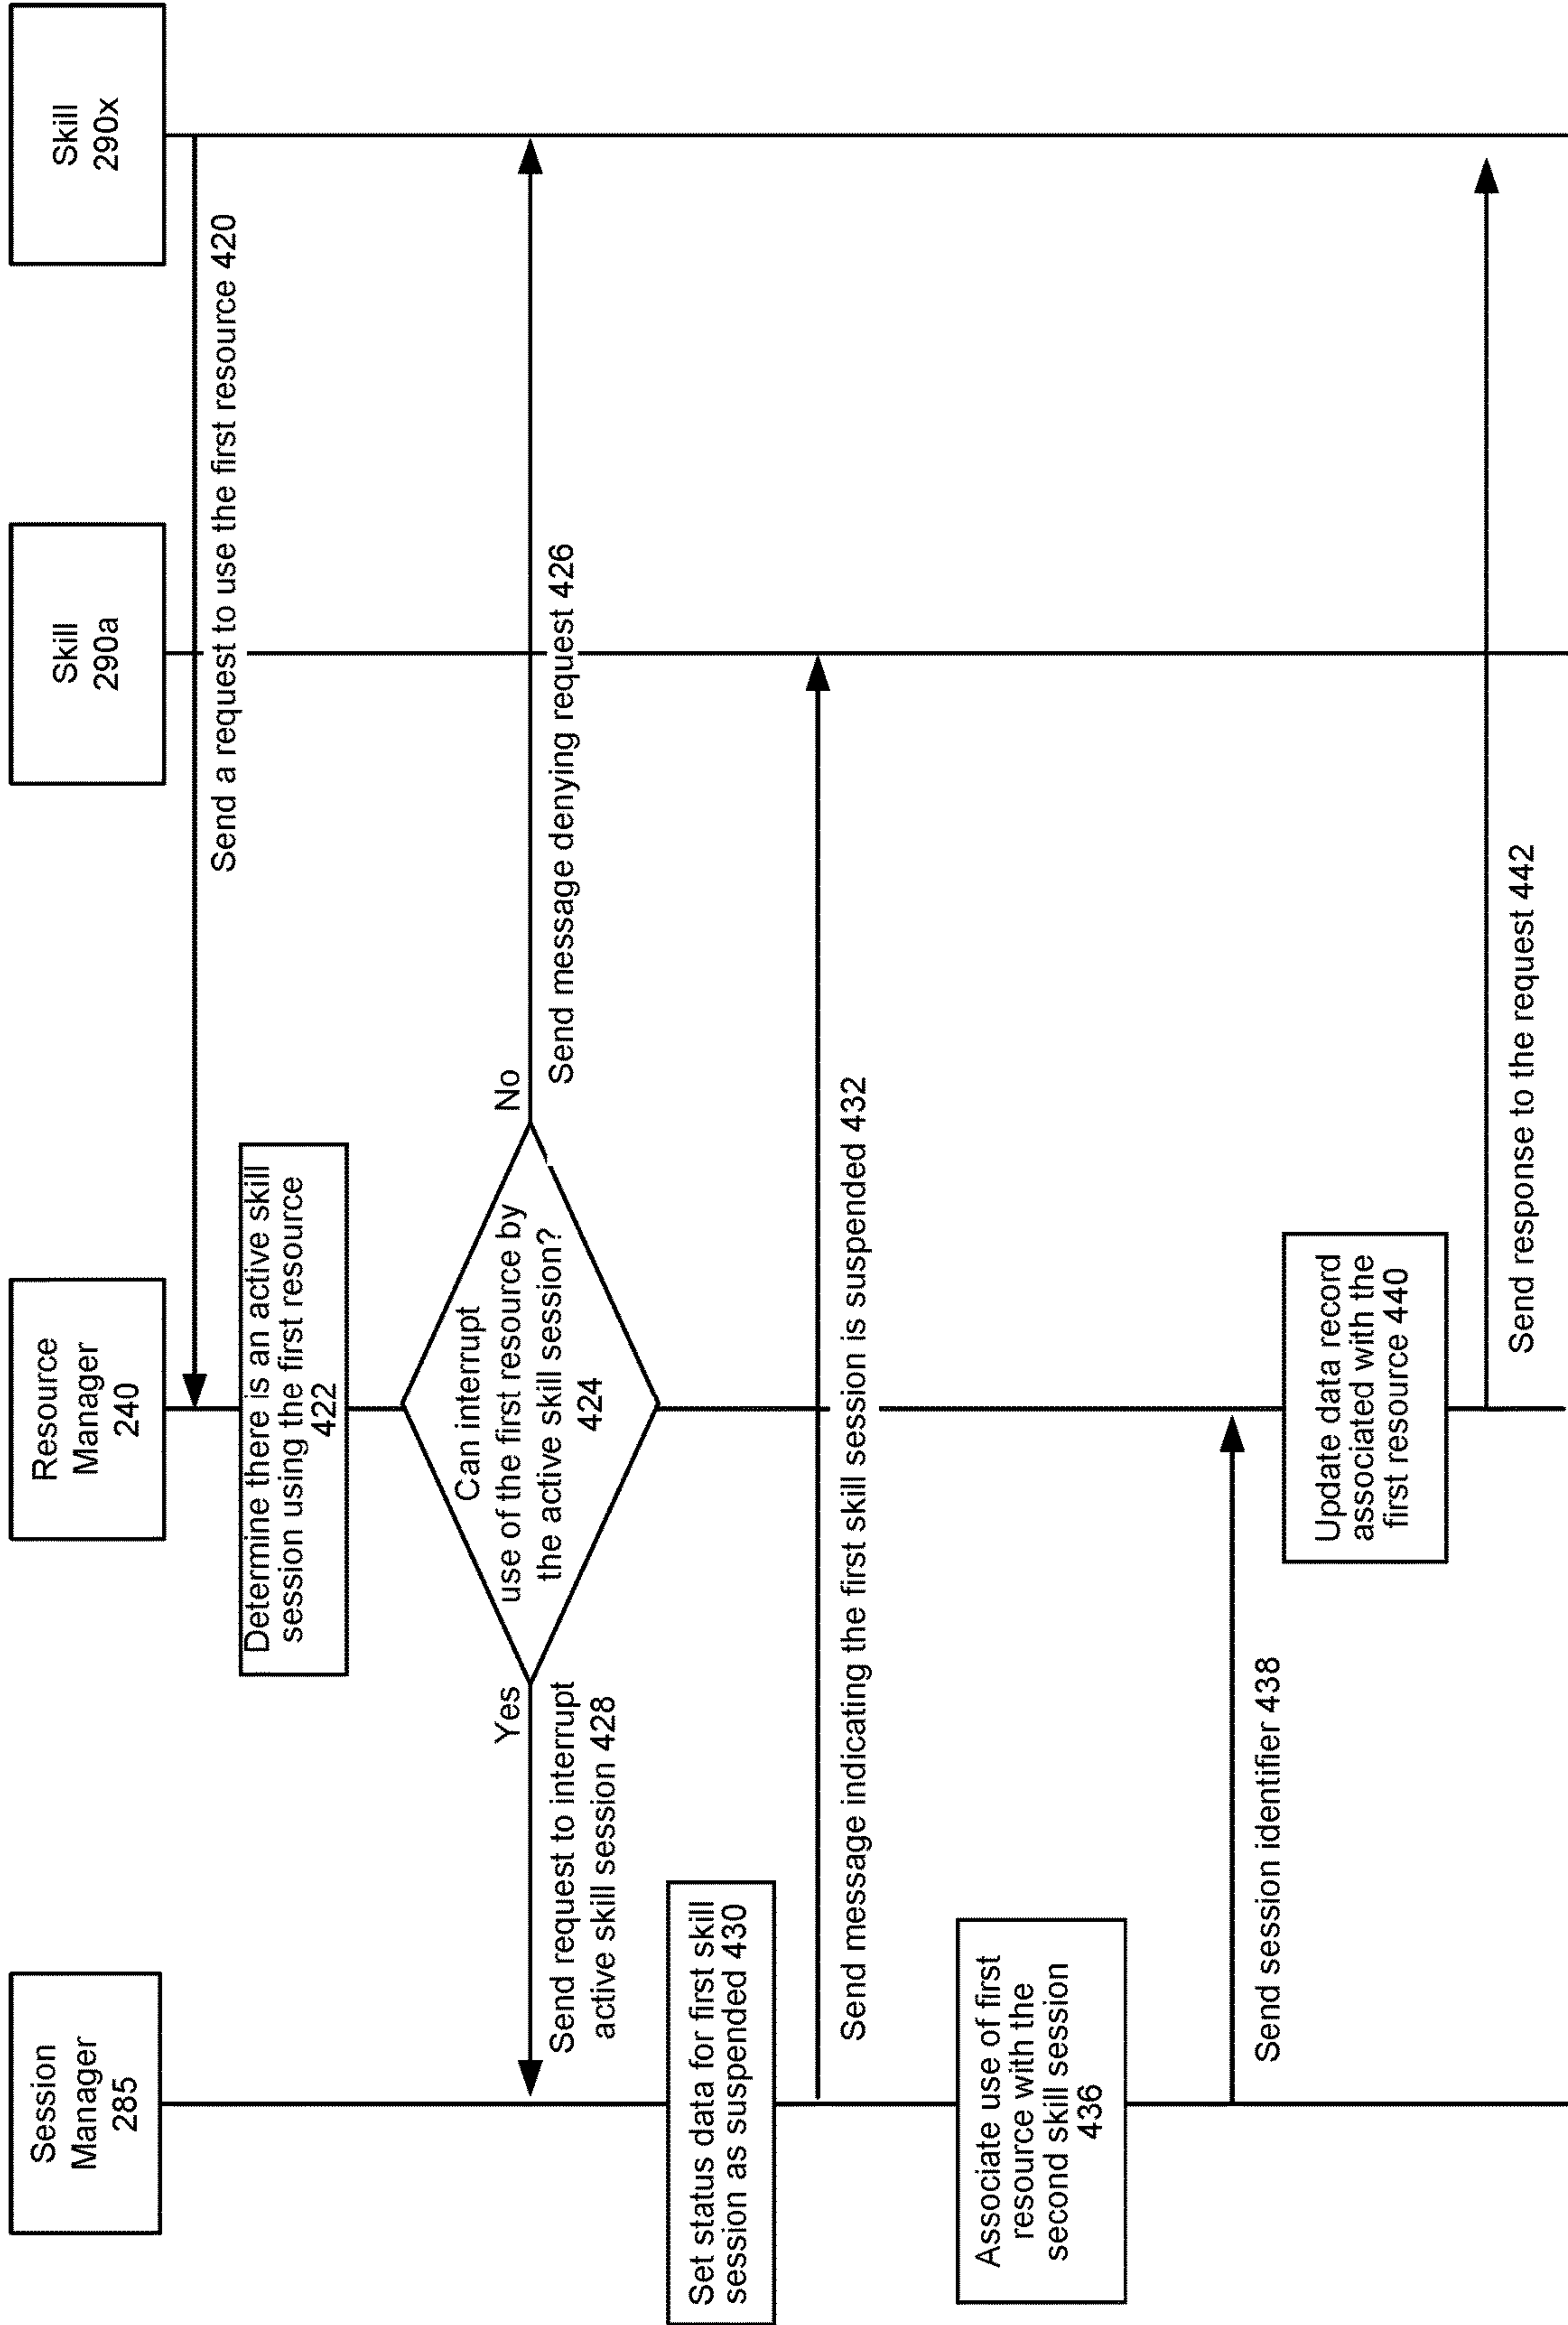 Session
Manager
285
Resource
Manager
240
Skill
290a
Skill
290x
Send a request to use the first resource 420
Determine there is an active skill
session using the first resource
422
Can interrupt
use of the first resource by
the active skill session?
424
Yes
No
Send request to interrupt
active skill session 428
Send message denying request 426
Set status data for first skill
session as suspended 430
Send message indicating the first skill session is suspended 432
Associate use of first
resource with the
second skill session
436
Send session identifier 438
Update data record
associated with the
first resource 440
Send response to the request 442